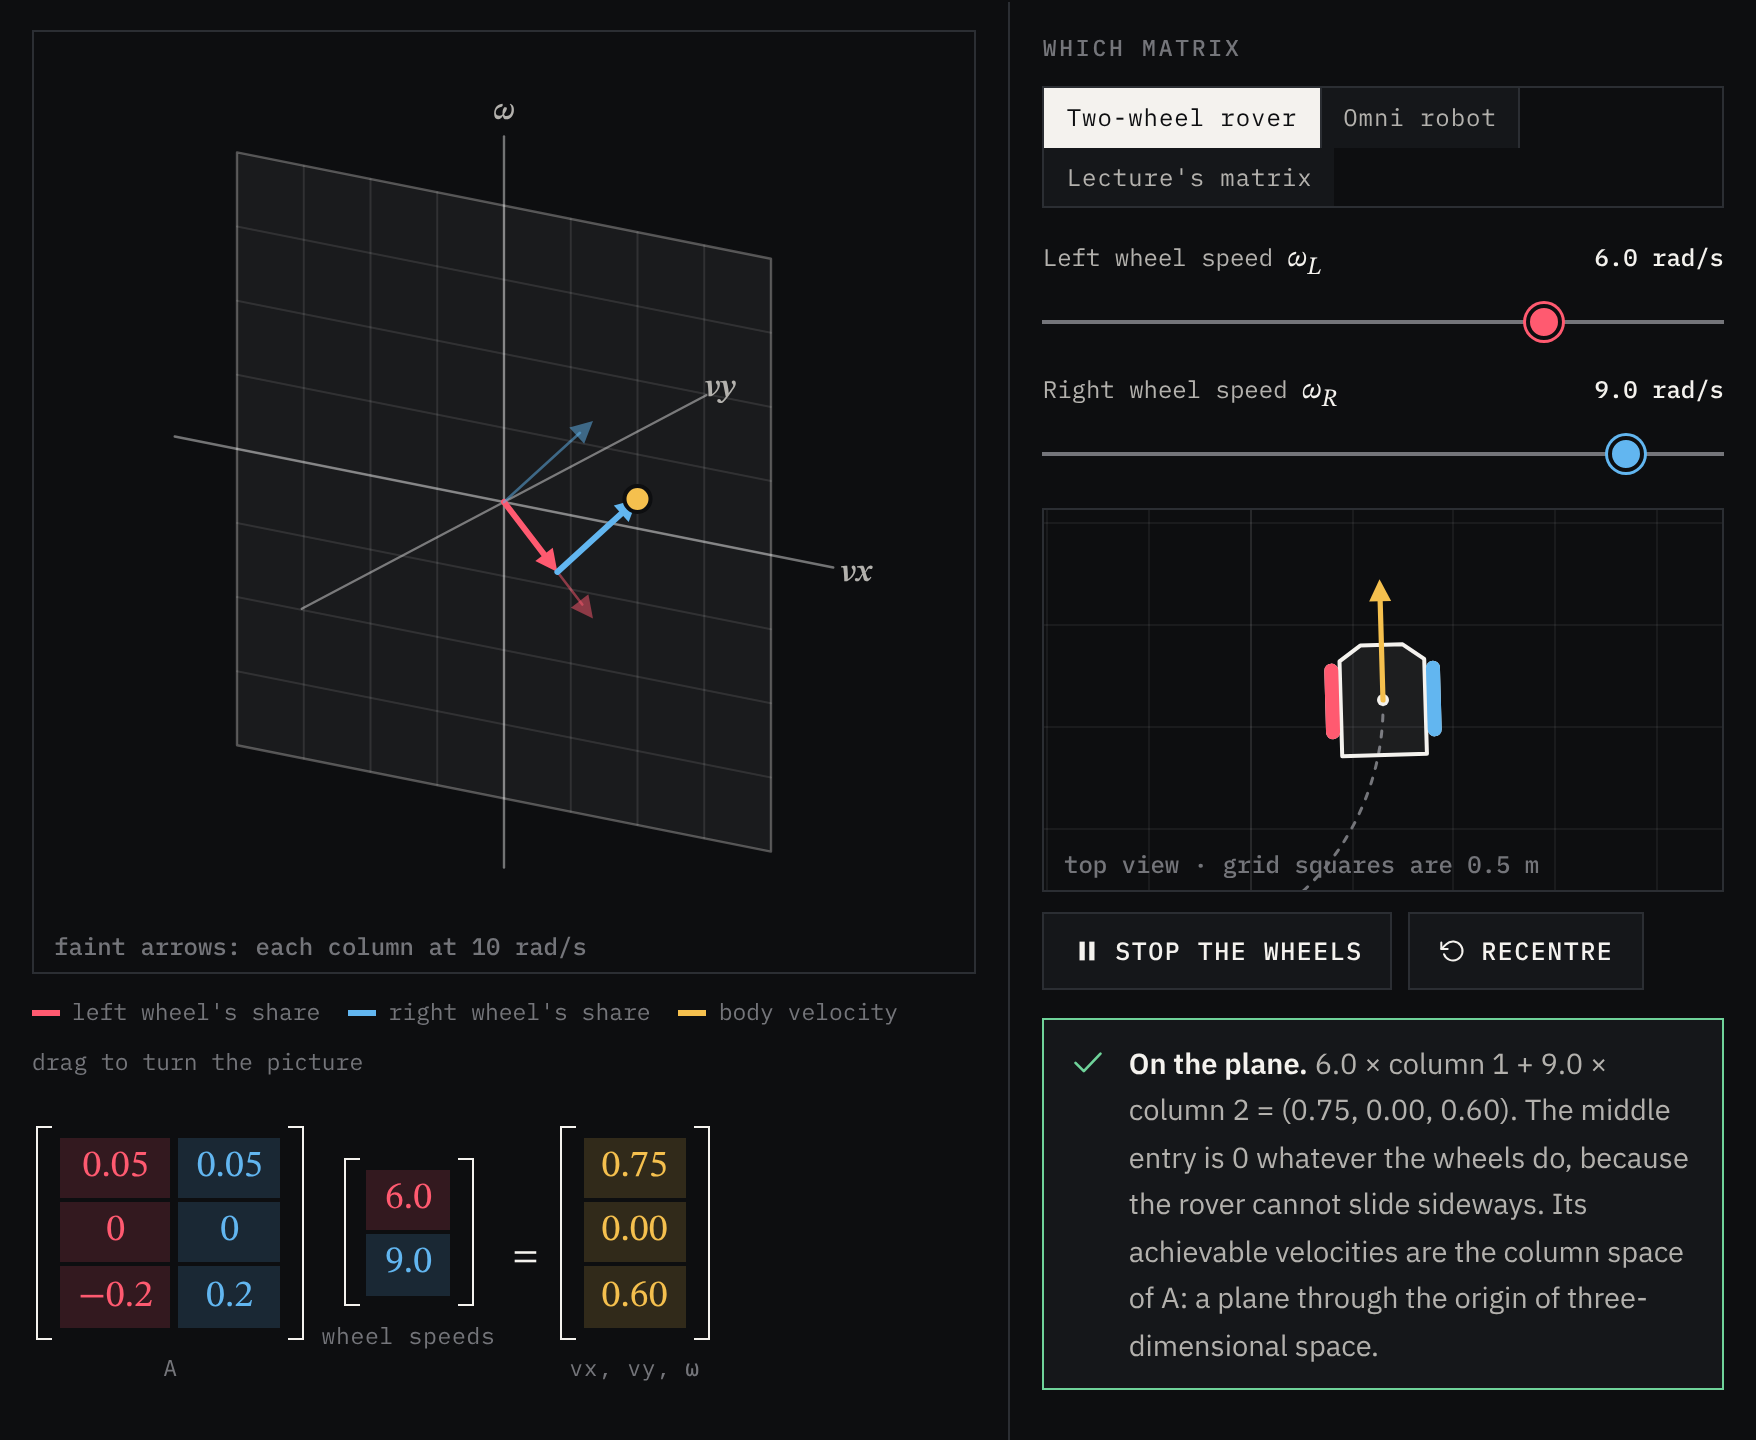 ω
vy
vx
faint arrows: each column at 10 rad/s
left wheel's share right wheel's share body velocity
drag to turn the picture
0.05 0.05
0 0
−0.2 0.2
A
6.0
9.0
wheel speeds
=
0.75
0.00
0.60
vx, vy, ω
WHICH MATRIX
Two-wheel rover Omni robot
Lecture's matrix
Left wheel speed ωL 6.0 rad/s
Right wheel speed ωR 9.0 rad/s
top view · grid squares are 0.5 m
STOP THE WHEELS RECENTRE
On the plane. 6.0 × column 1 + 9.0 ×
column 2 = (0.75, 0.00, 0.60). The middle
entry is 0 whatever the wheels do, because
the rover cannot slide sideways. Its
achievable velocities are the column space
of A: a plane through the origin of three-
dimensional space.